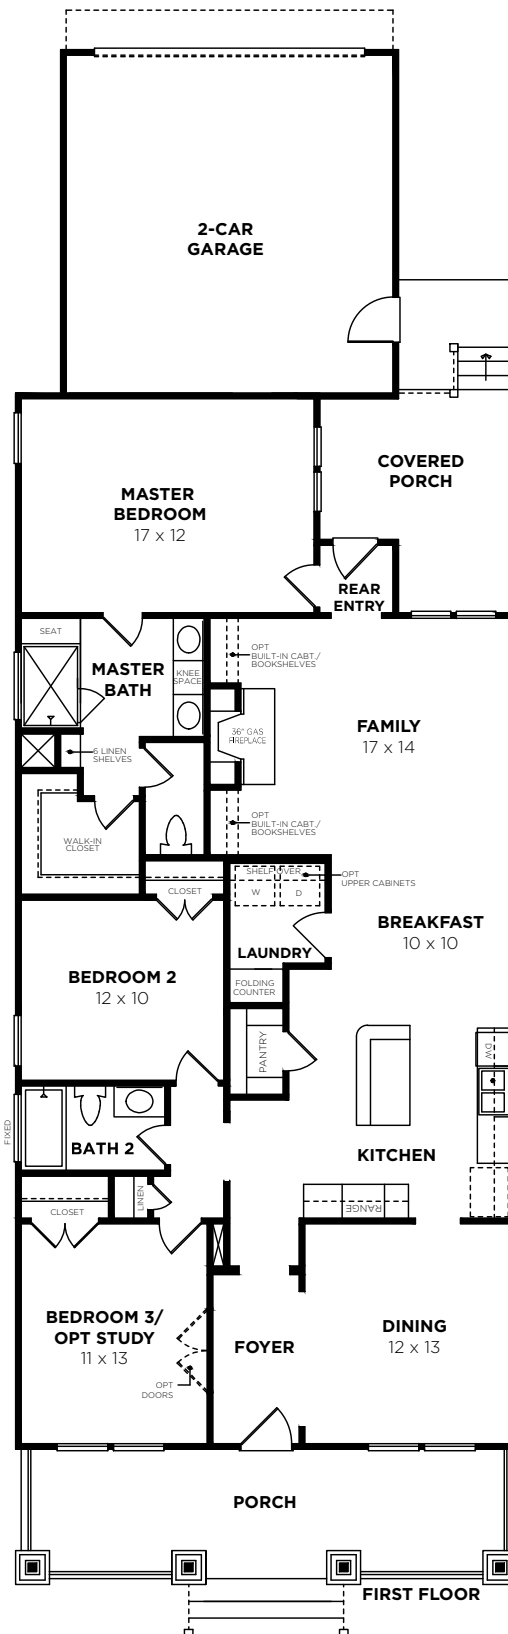 2-CAR
GARAGE
COVERED
PORCH
MASTER
BEDROOM
17 x 12
REAR
ENTRY
SEAT
MASTER
BATH
KNEE
SPACE
OPT
BUILT-IN CABT./
BOOKSHELVES
36" GAS
FIREPLACE
FAMILY
17 x 14
6 LINEN
SHELVES
OPT
BUILT-IN CABT./
BOOKSHELVES
WALK-IN
CLOSET
CLOSET
SHELF OVER
W
D
OPT
UPPER CABINETS
BREAKFAST
10 x 10
LAUNDRY
BEDROOM 2
12 x 10
FOLDING
COUNTER
PANTRY
DW
FIXED
BATH 2
KITCHEN
LINEN
CLOSET
RANGE
BEDROOM 3/
OPT STUDY
11 x 13
OPT
DOORS
FOYER
DINING
12 x 13
PORCH
FIRST FLOOR